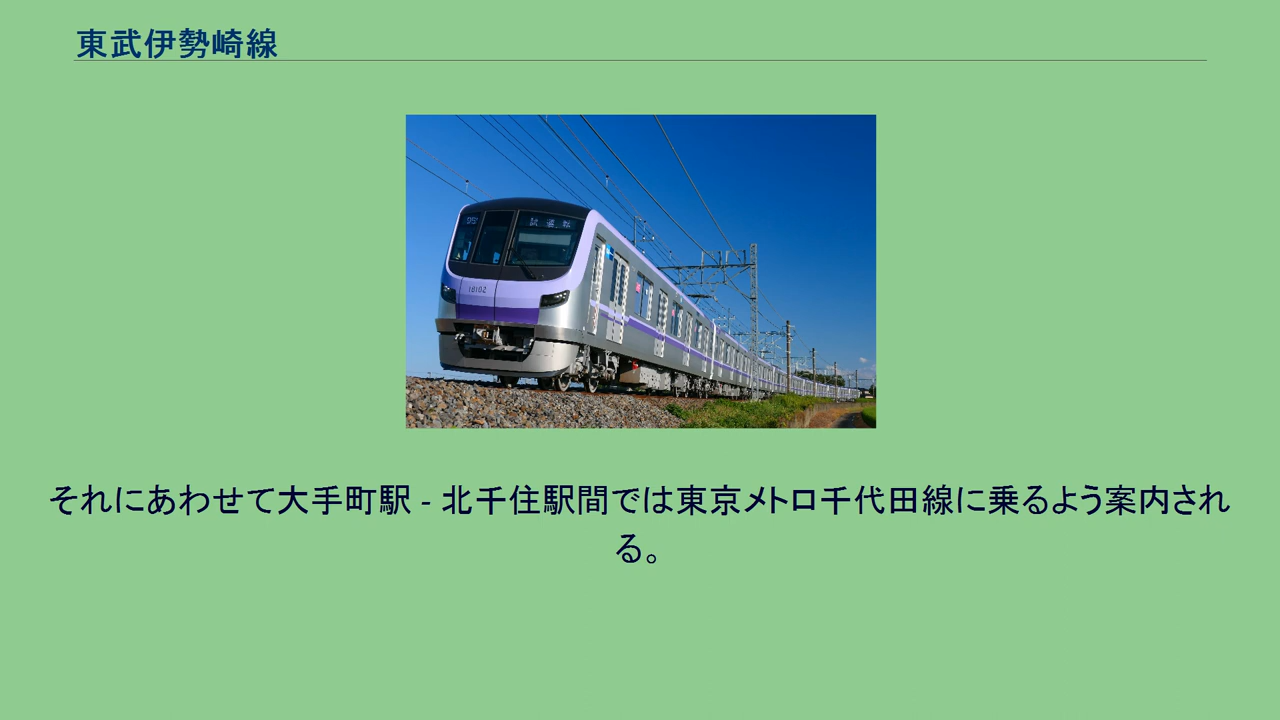 東武伊勢崎線
18102
それにあわせて大手町駅 - 北千住駅間では東京メトロ千代田線に乗るよう案内され
る。